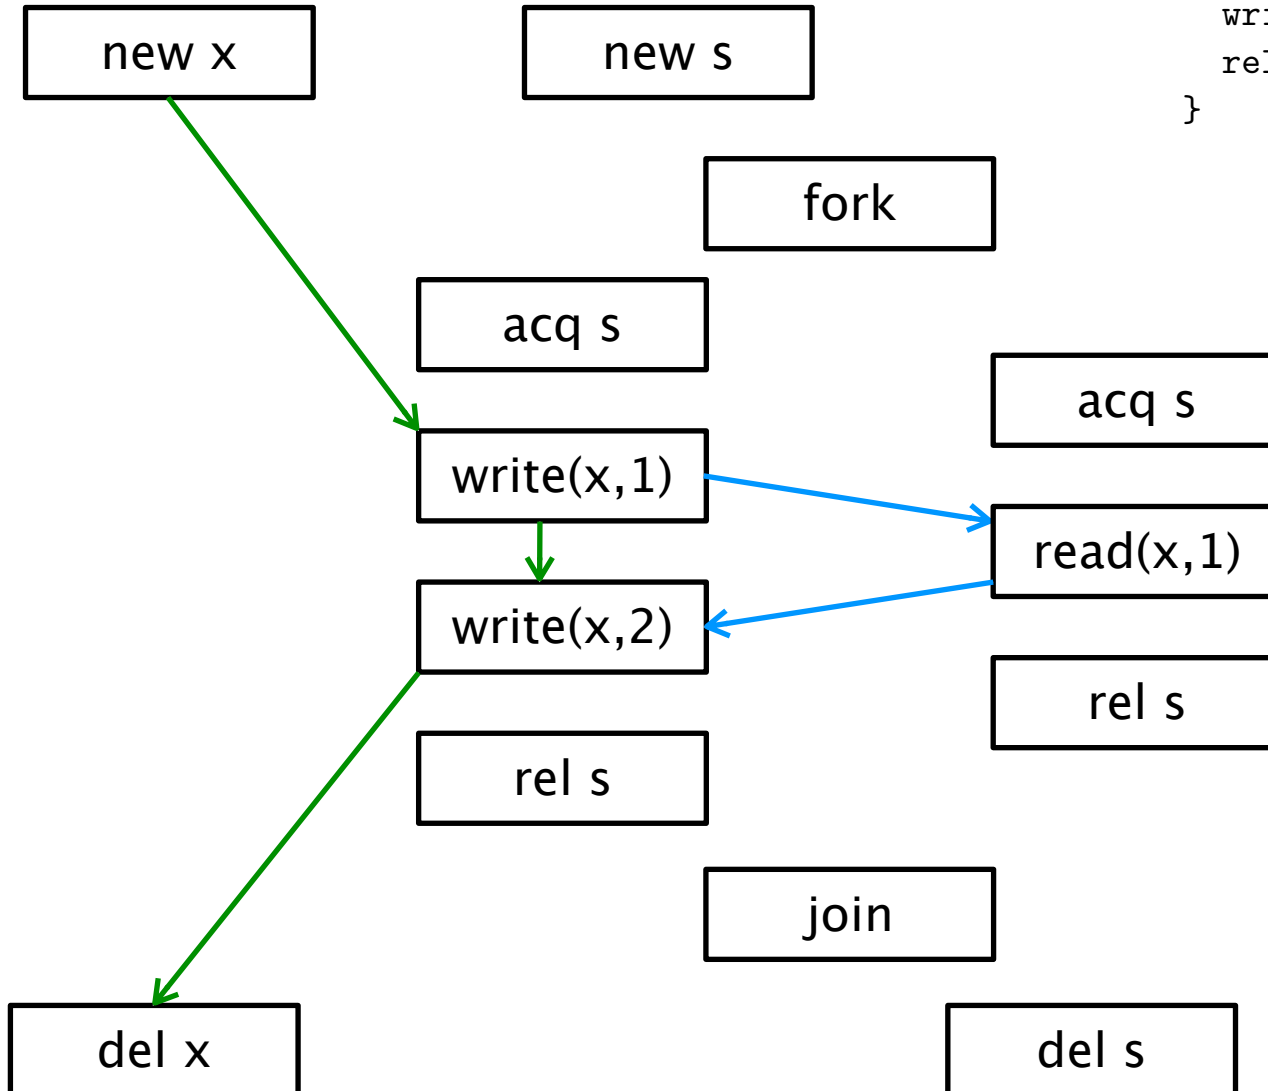 new x
new s
}
fork
acq s
acq s
write(x,1)
read(x,1)
write(x,2)
rel s
rel s
join
del x
del s